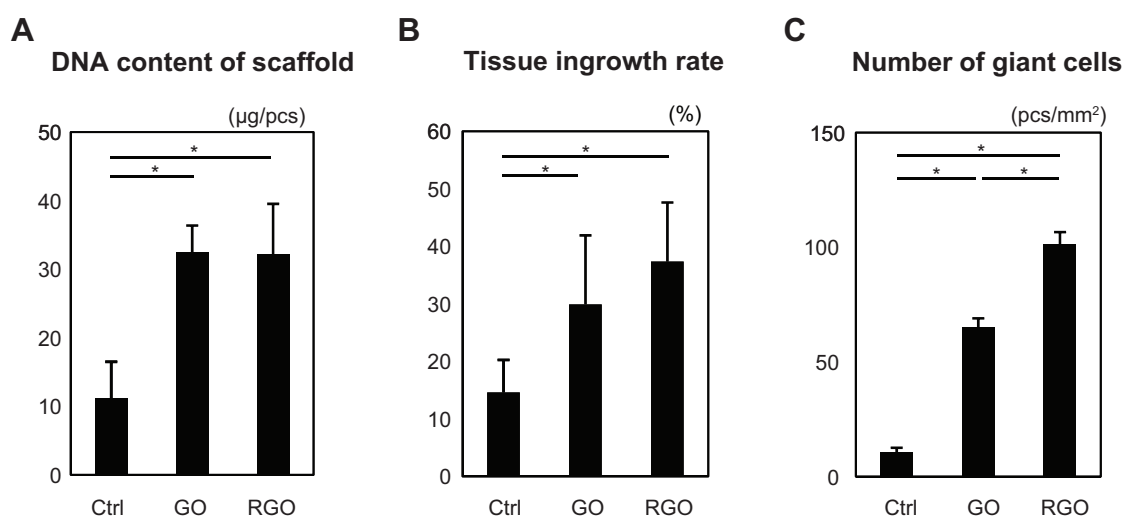 A
DNA content of scaffold
(µg/pcs)
50
40
30
20
10
0
*
*
Ctrl GO RGO
B
Tissue ingrowth rate
(%)
60
50
40
30
20
10
0
*
*
Ctrl GO RGO
C
Number of giant cells
(pcs/mm²)
150
100
50
0
*
* *
Ctrl GO RGO